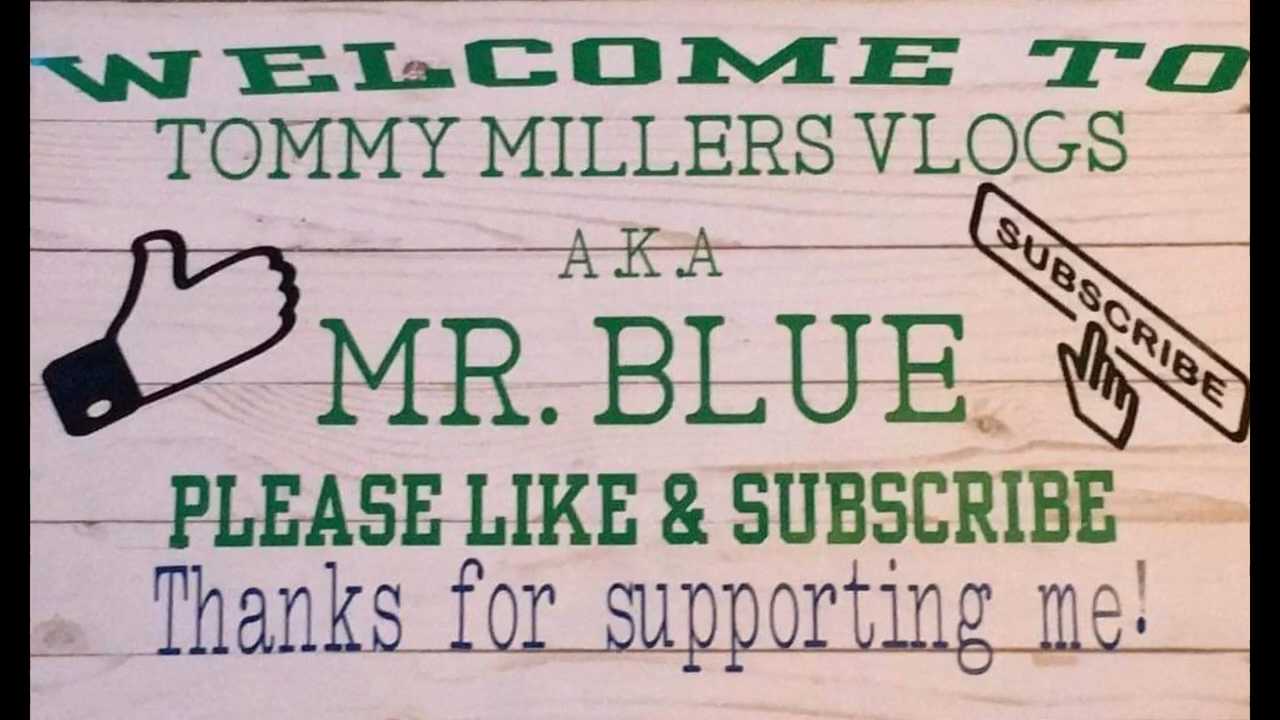 WELCOME TO
TOMMY MILLERS VLOGS
A.K.A
MR. BLUE
SUBSCRIBE
PLEASE LIKE & SUBSCRIBE
Thanks for supporting me!